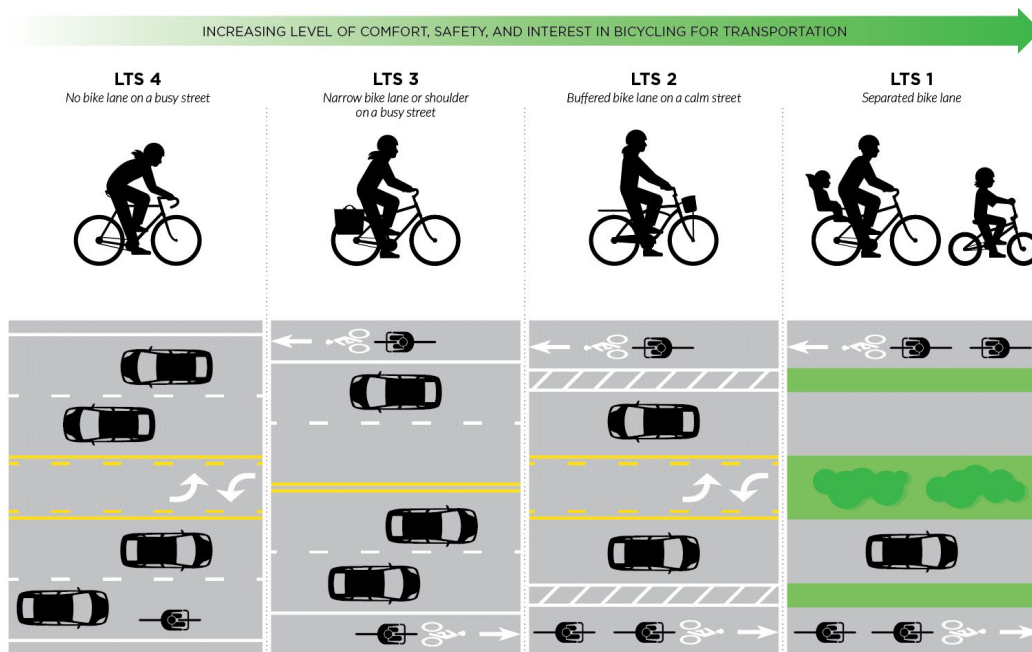 INCREASING LEVEL OF COMFORT, SAFETY, AND INTEREST IN BICYCLING FOR TRANSPORTATION
LTS 4
No bike lane on a busy street
LTS 3
Narrow bike lane or shoulder
on a busy street
LTS 2
Buffered bike lane on a calm street
LTS 1
Separated bike lane